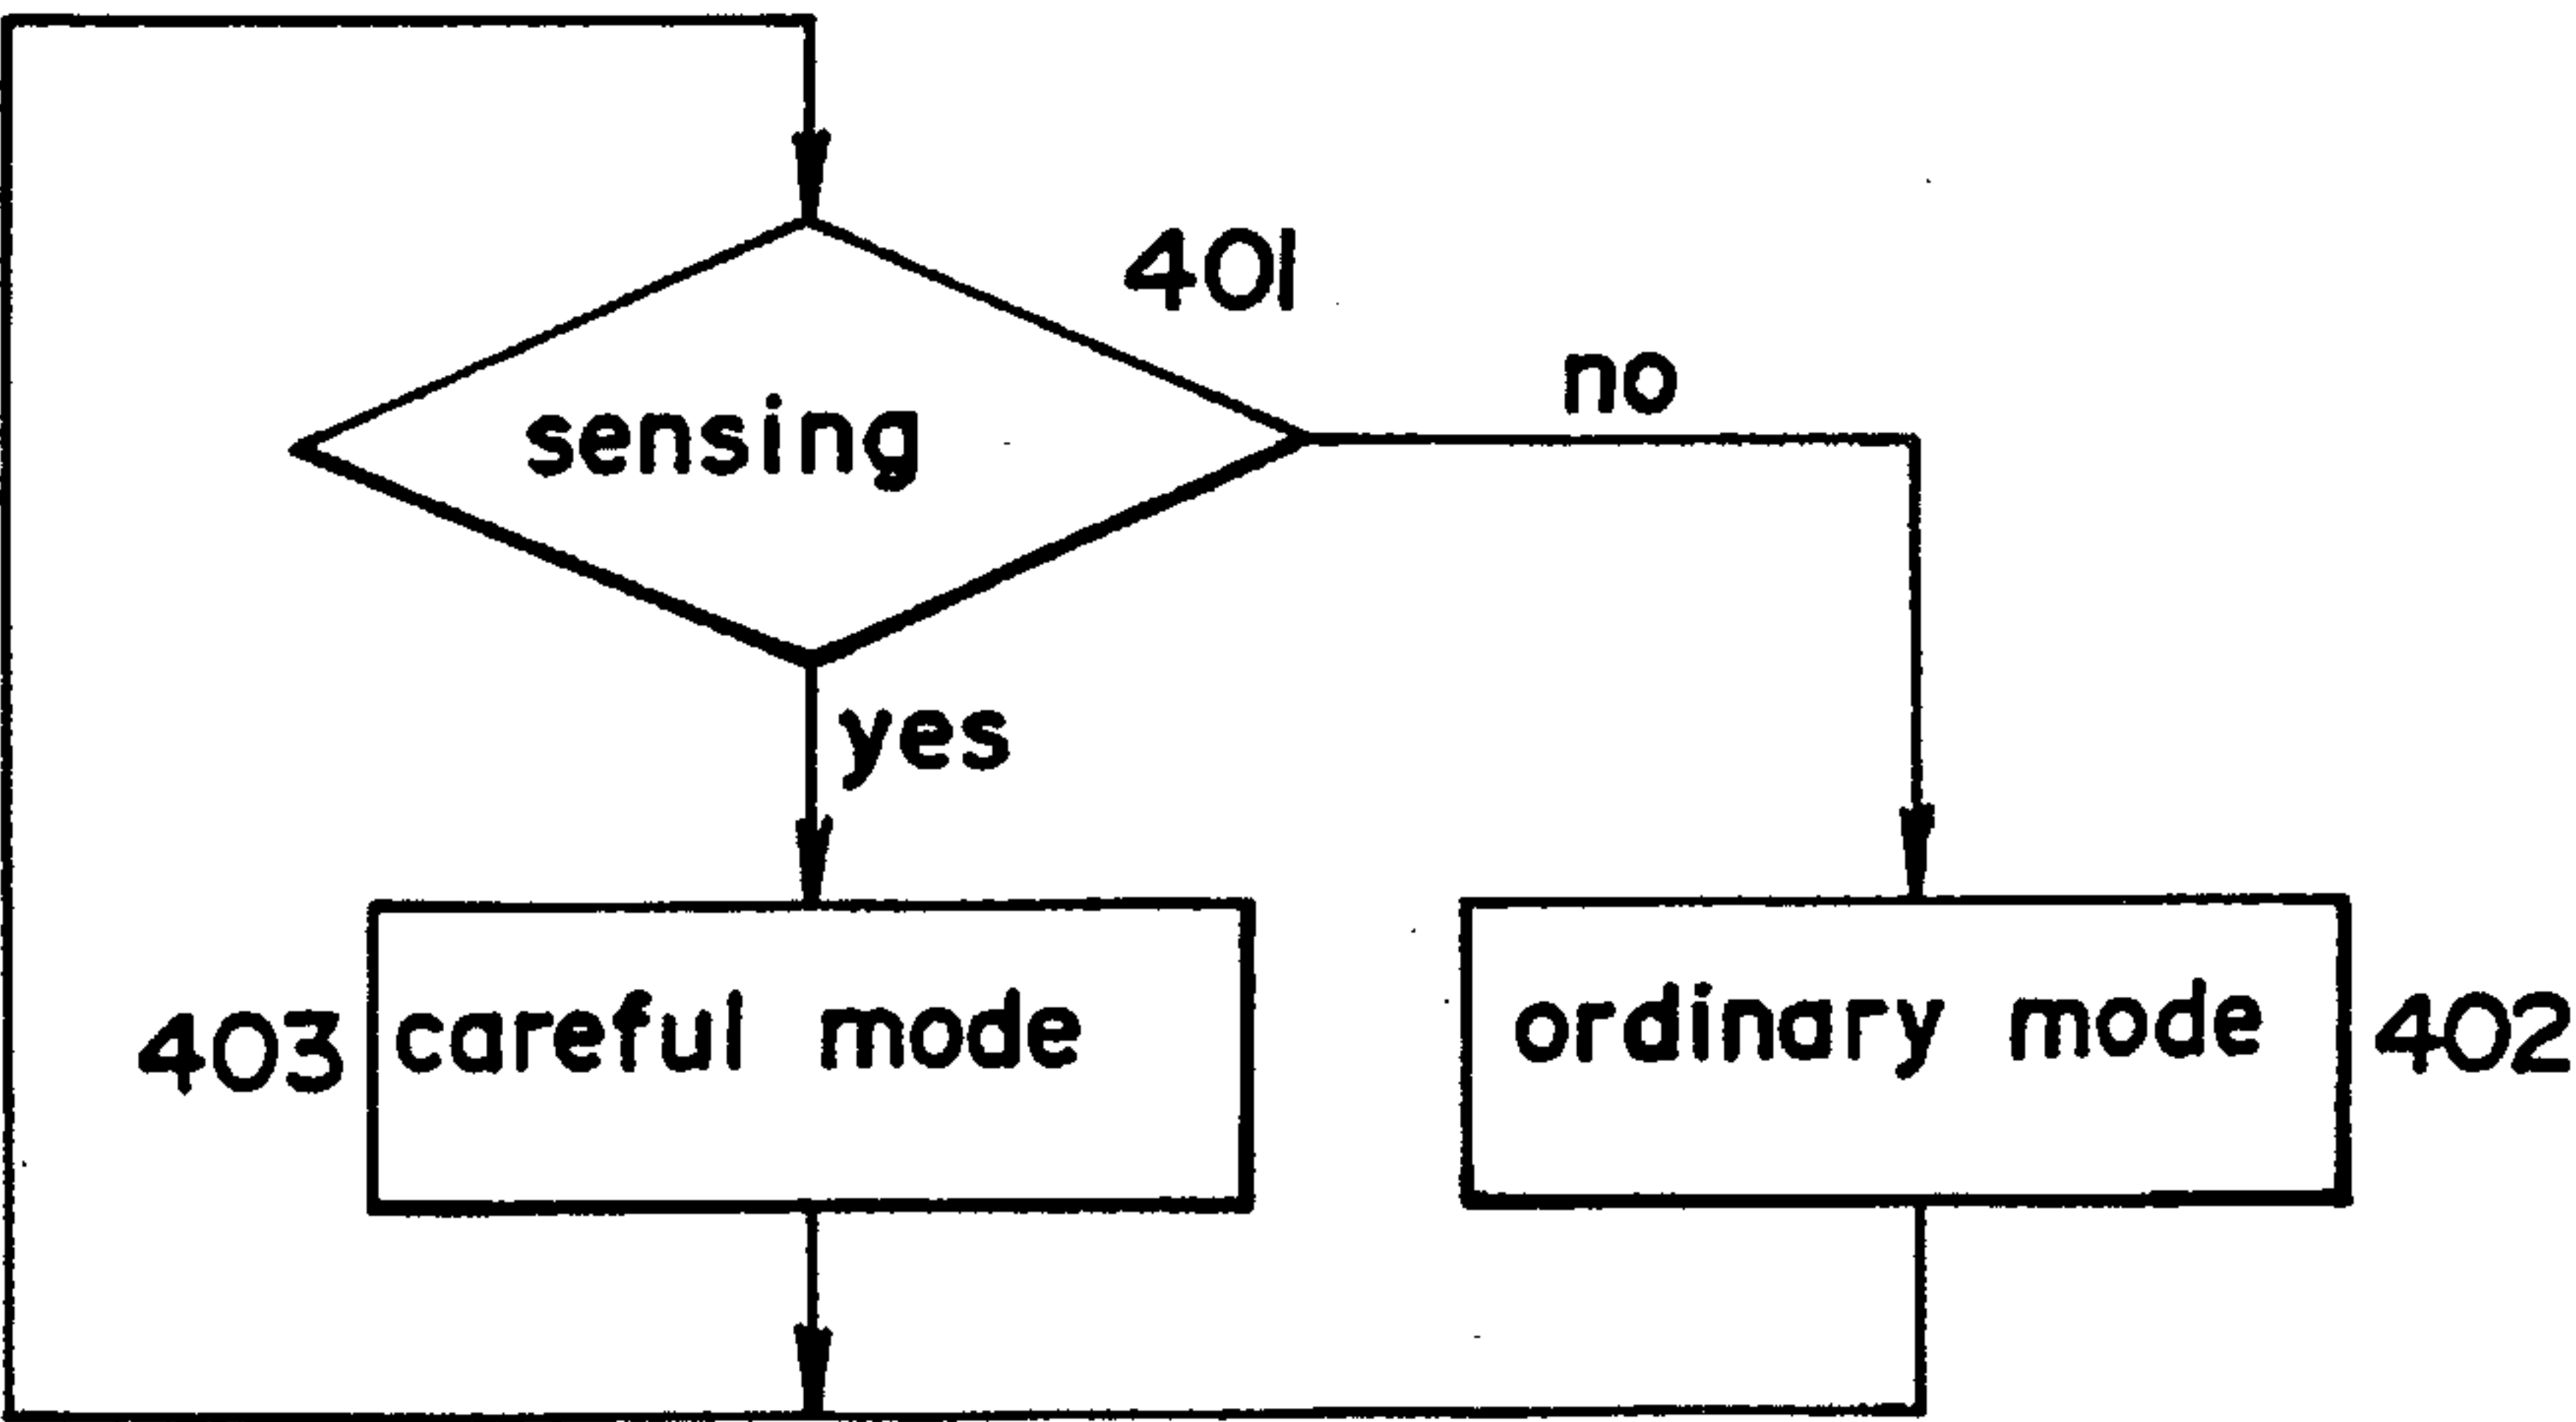 401
no
sensing
yes
403 careful mode
ordinary mode 402